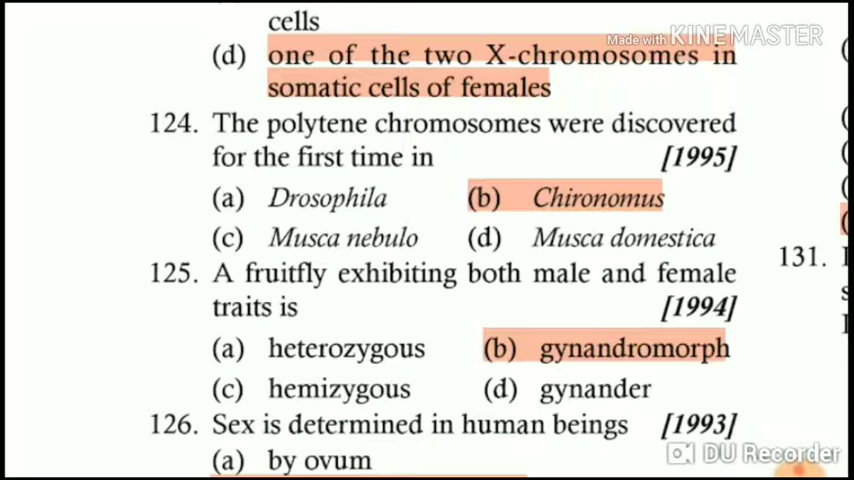 cells
Made with KINEMASTER
(d) one of the two X-chromosomes in
somatic cells of females
124. The polytene chromosomes were discovered
for the first time in [1995]
(a) Drosophila (b) Chironomus
(c) Musca nebulo (d) Musca domestica
125. A fruitfly exhibiting both male and female
traits is [1994]
(a) heterozygous (b) gynandromorph
(c) hemizygous (d) gynander
126. Sex is determined in human beings [1993]
(a) by ovum
131.
DU Recorder